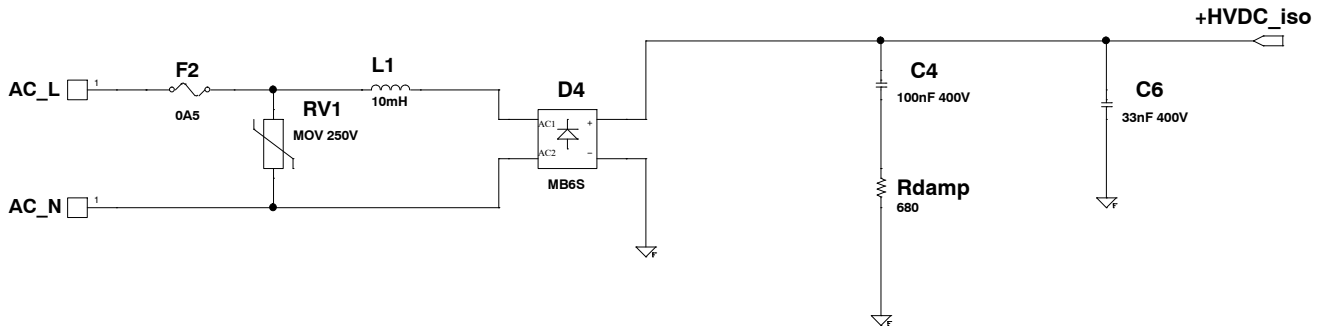 +HVDC_iso
F2
L1
AC_L
1
C4
D4
10mH
100nF 400V
C6
0A5
RV1
33nF 400V
MOV 250V
AC1
+
AC2
-
MB6S
Rdamp
680
AC_N
1
F
F
F